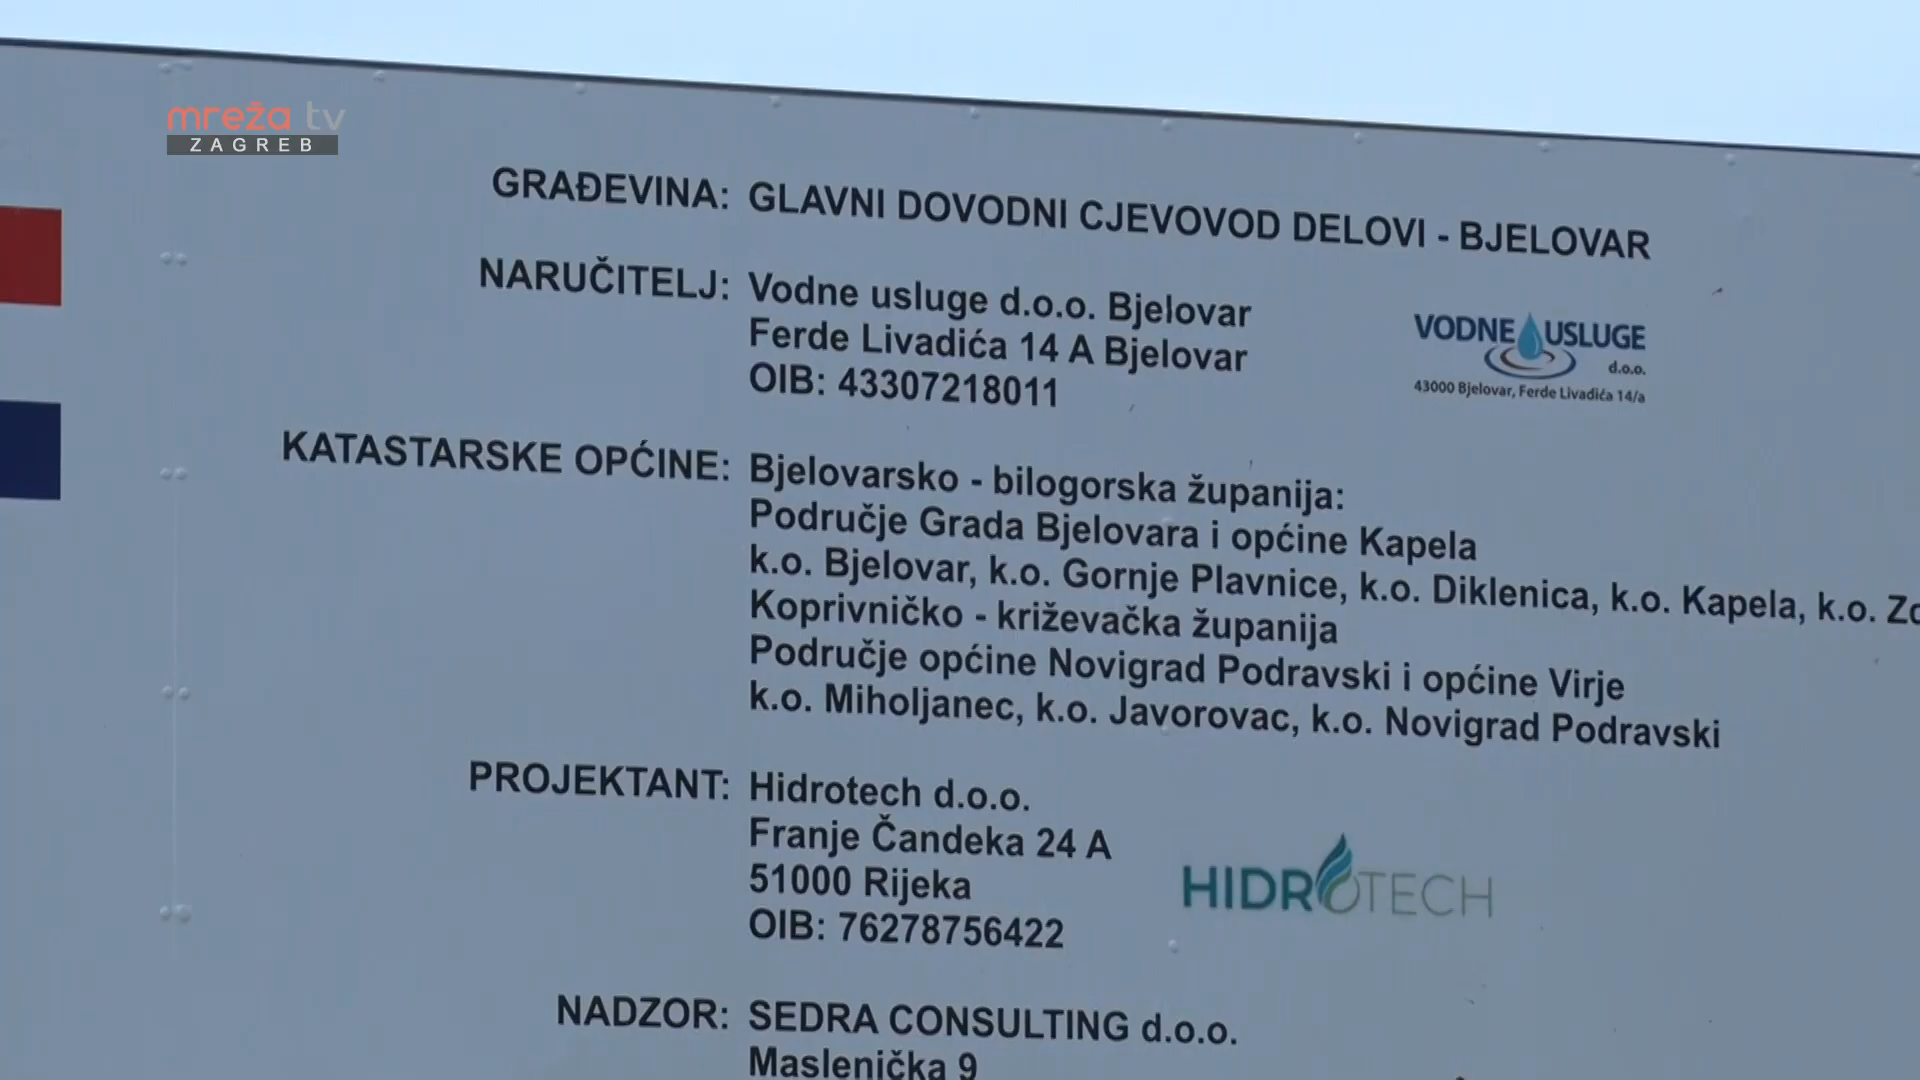 mreža tv
ZAGREB
GRAĐEVINA: GLAVNI DOVODNI CJEVOVOD DELOVI - BJELOVAR
NARUČITELJ: Vodne usluge d.o.o. Bjelovar
Ferde Livadića 14 A Bjelovar
OIB: 43307218011
VODNE USLUGE
d.o.o.
43000 Bjelovar, Ferde Livadića 14/a
KATASTARSKE OPĆINE: Bjelovarsko - bilogorska županija:
Područje Grada Bjelovara i općine Kapela
k.o. Bjelovar, k.o. Gornje Plavnice, k.o. Diklenica, k.o. Kapela, k.o.
Koprivničko - križevačka županija
Područje općine Novigrad Podravski i općine Virje
k.o. Miholjanec, k.o. Javorovac, k.o. Novigrad Podravski
PROJEKTANT: Hidrotech d.o.o.
Franje Čandeka 24 A
51000 Rijeka
OIB: 76278756422
HIDROTECH
NADZOR: SEDRA CONSULTING d.o.o.
Maslenička 9